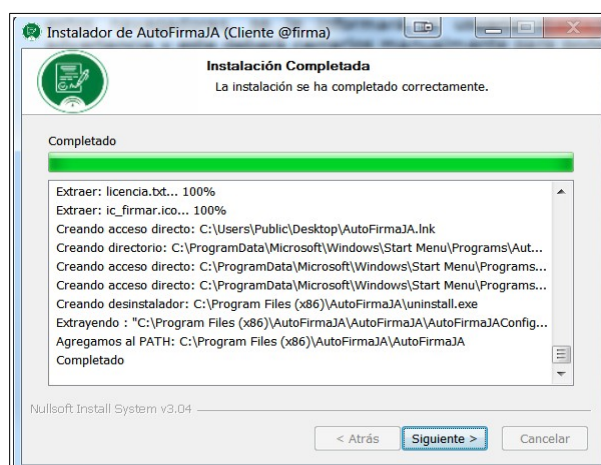 Instalador de AutoFirmaJA (Cliente @firma)
Instalación Completada
La instalación se ha completado correctamente.
Completado
Extraer: licencia.txt... 100%
Extraer: ic_firmar.ico... 100%
Creando acceso directo: C:\Users\Public\Desktop\AutoFirmaJA.lnk
Creando directorio: C:\ProgramData\Microsoft\Windows\Start Menu\Programs\Aut...
Creando acceso directo: C:\ProgramData\Microsoft\Windows\Start Menu\Programs...
Creando acceso directo: C:\ProgramData\Microsoft\Windows\Start Menu\Programs...
Creando desinstalador: C:\Program Files (x86)\AutoFirmaJA\uninstall.exe
Extrayendo : "C:\Program Files (x86)\AutoFirmaJA\AutoFirmaJA\AutoFirmaJAConfig...
Agregamos al PATH: C:\Program Files (x86)\AutoFirmaJA\AutoFirmaJA
Completado
Nullsoft Install System v3.04
< Atrás
Siguiente >
Cancelar